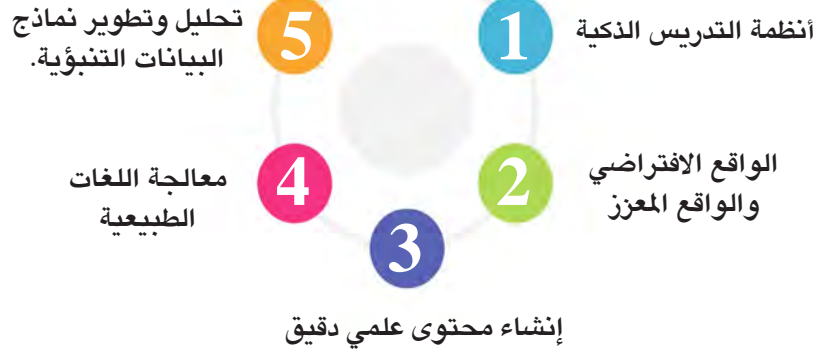 1
أنظمة التدريس الذكية
2
الواقع الافتراضي
والواقع المعزز
3
إنشاء محتوى علمي دقيق
4
معالجة اللغات
الطبيعية
5
تحليل وتطوير نماذج
البيانات التنبؤية.